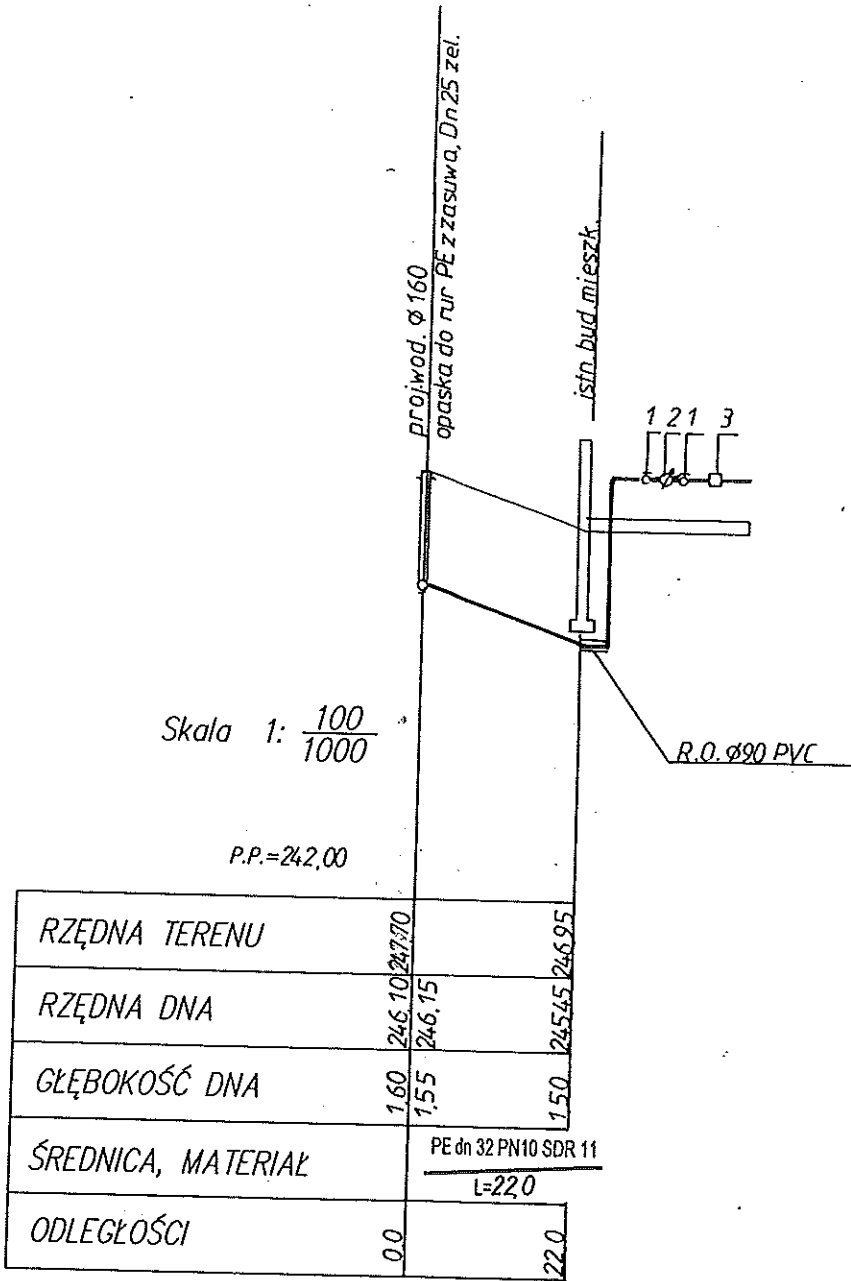 proj.wod. Ø160
opaska do rur PE z zasuwą, Dn25 żel.
istn. bud. mieszk.
1 2 1 3
Skala 1: 100
1000
R.O. Ø90 PVC
P.P.=242,00
RZĘDNA TERENU 247,70 246,95
RZĘDNA DNA 246,10 246,15 245,45
GŁĘBOKOŚĆ DNA 1,60 1,55 1,50
ŚREDNICA, MATERIAŁ PE dn 32 PN10 SDR 11
L=22,0
ODLEGŁOŚCI 0,0 22,0